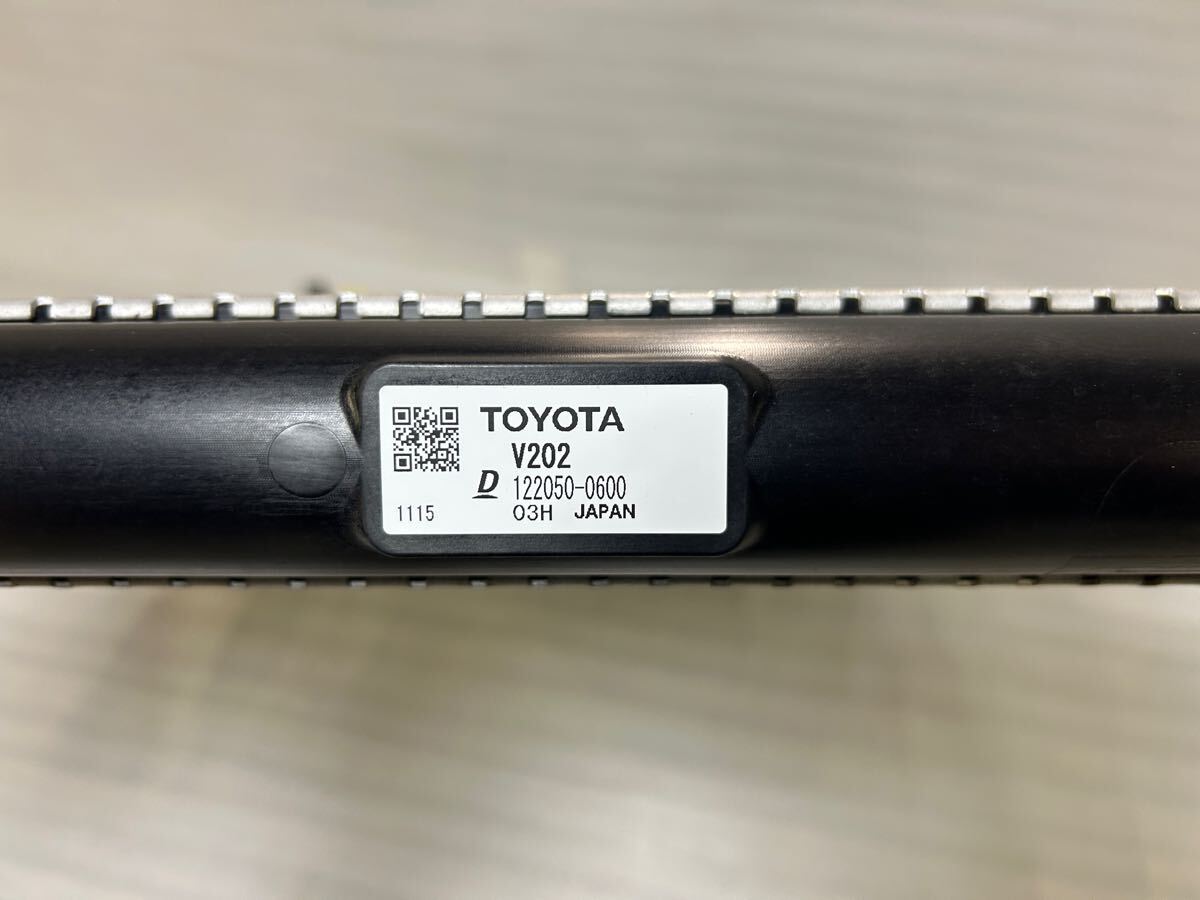 TOYOTA
V202
D 122050-0600
1115 03H JAPAN